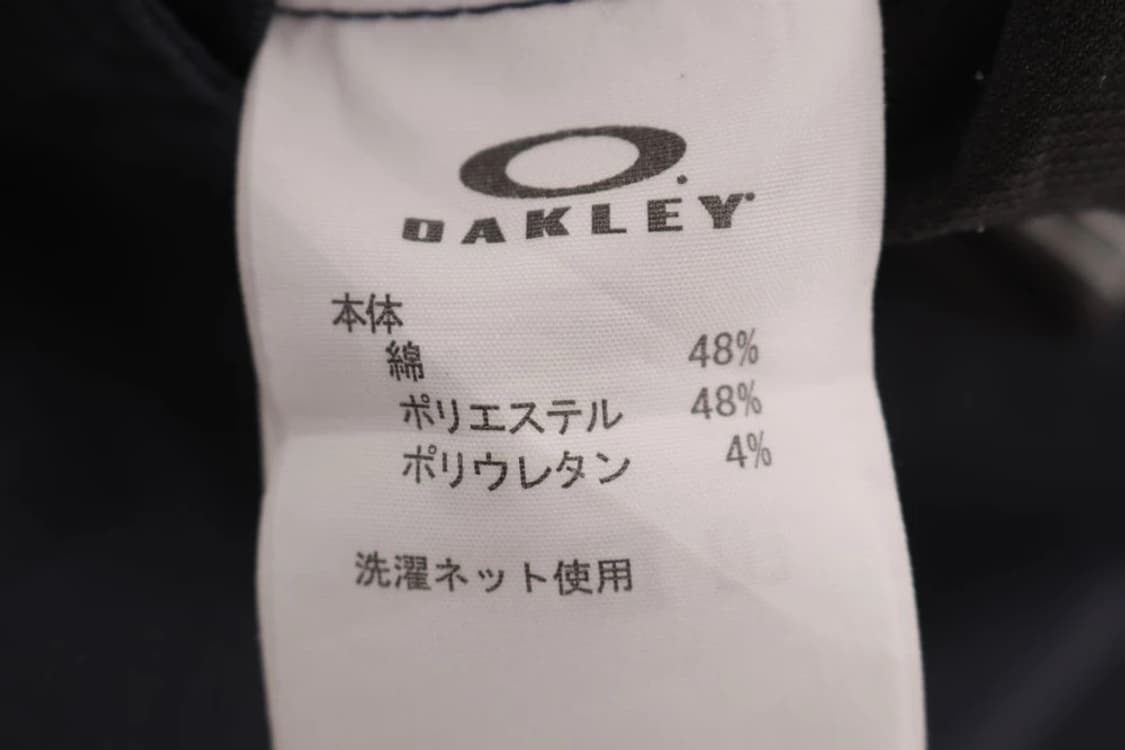 OAKLEY
本体
綿 48%
ポリエステル 48%
ポリウレタン 4%
洗濯ネット使用